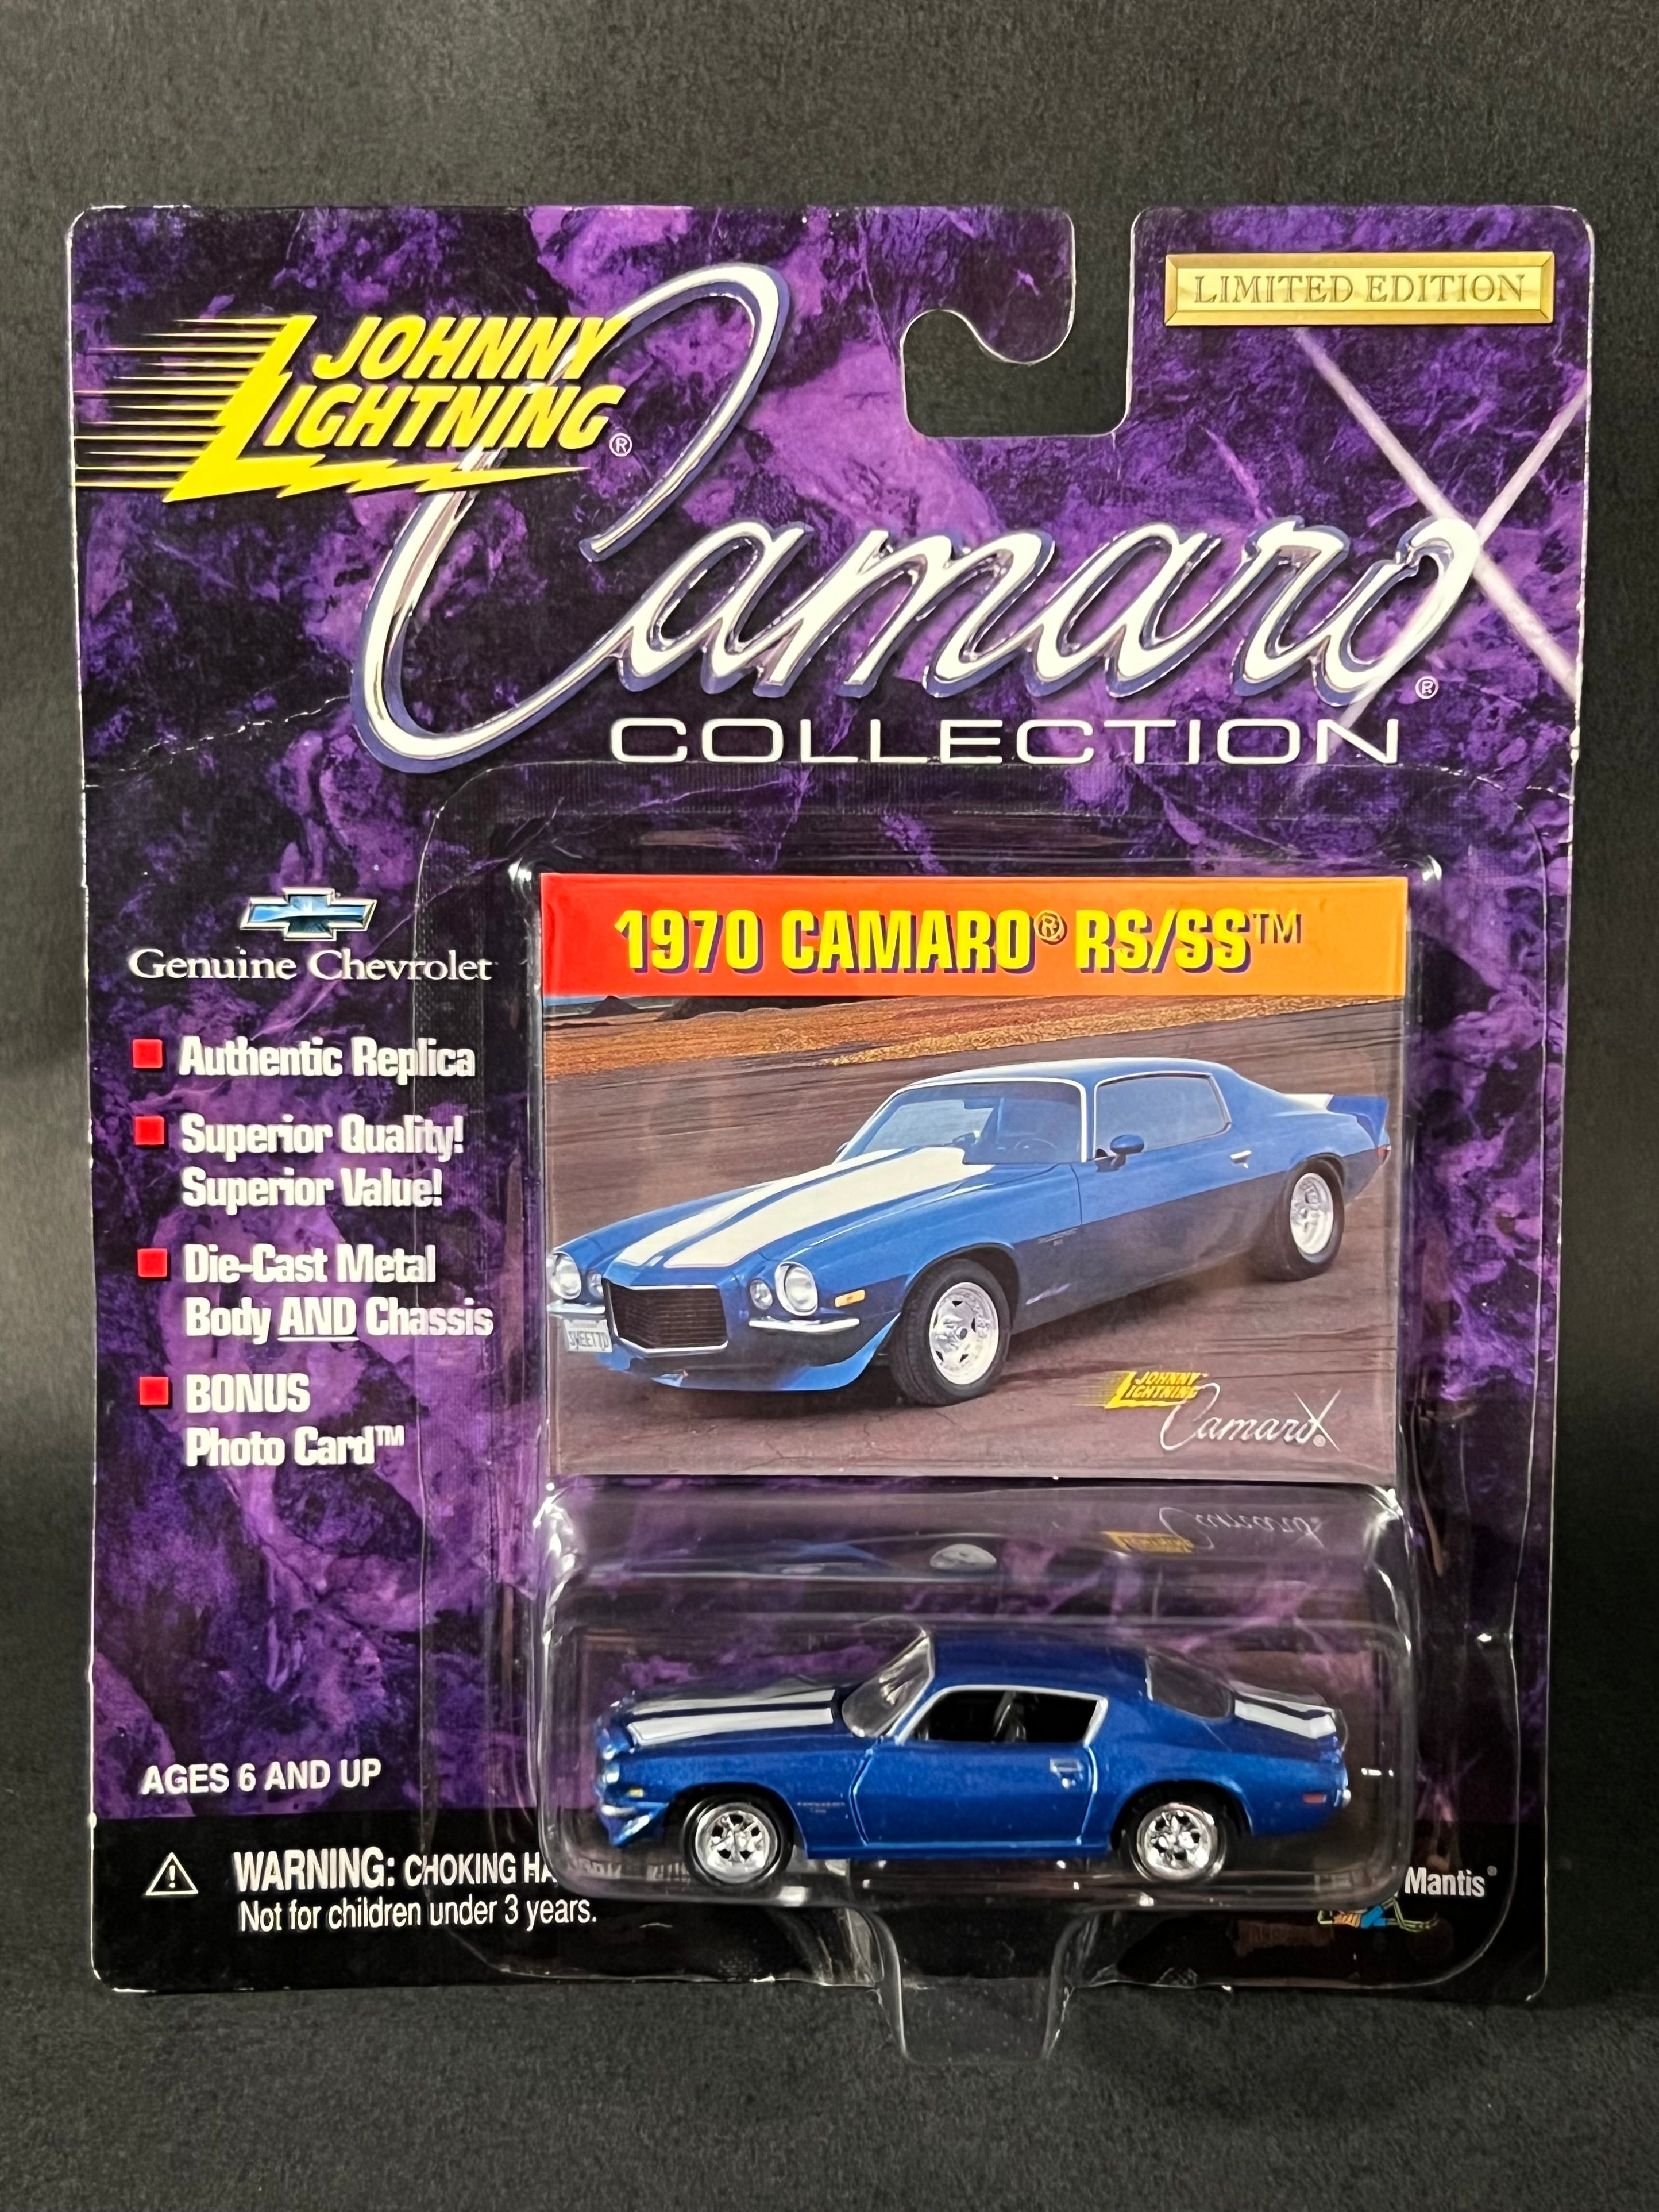 LIMITED EDITION
JOHNNY
LIGHTNING®
Camaro®
COLLECTION
1970 CAMARO® RS/SS™
Genuine Chevrolet
Authentic Replica
Superior Quality!
Superior Value!
Die-Cast Metal
Body AND Chassis
BONUS
Photo Card™
JOHNNY
LIGHTNING
Camaro®
AGES 6 AND UP
WARNING: CHOKING HA
Not for children under 3 years.
Mantis®